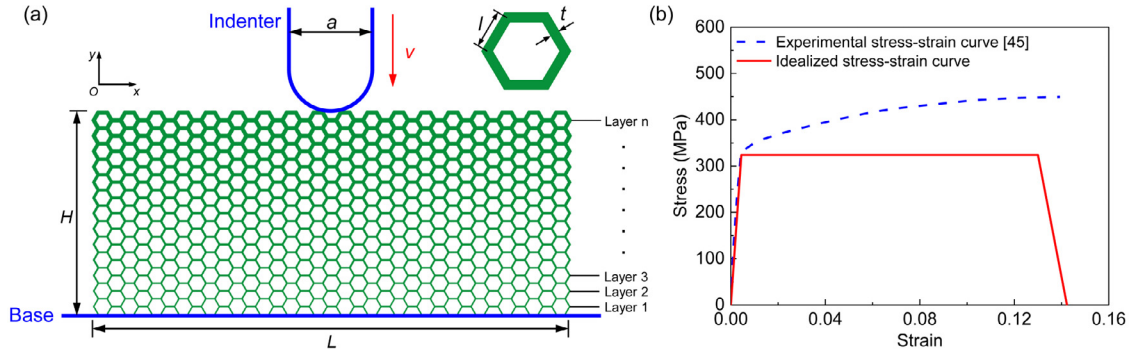 (a)
Indenter
a
v
l
t
y
O
x
Layer n
H
Layer 3
Layer 2
Layer 1
Base
L
(b)
600
500
400
300
200
100
0
Stress (MPa)
Experimental stress-strain curve [45]
Idealized stress-strain curve
0.00 0.04 0.08 0.12 0.16
Strain